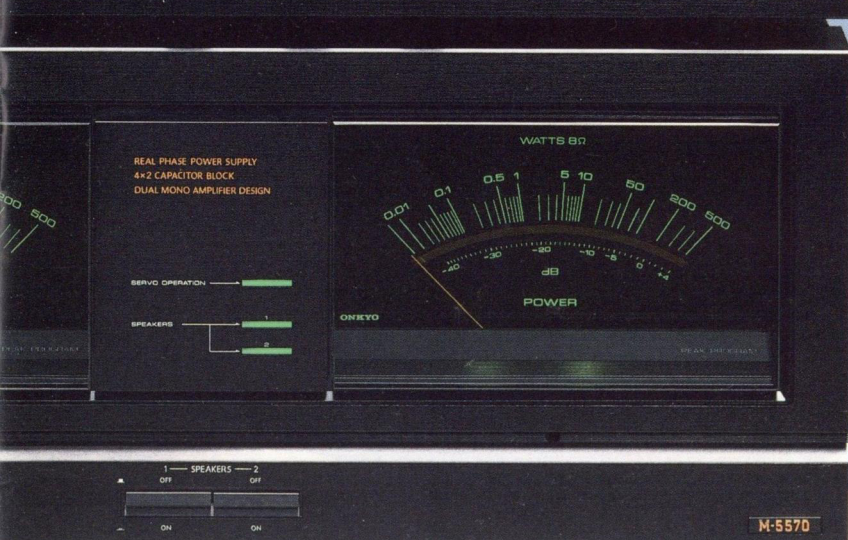 WATTS 8Ω
REAL PHASE POWER SUPPLY
4×2 CAPACITOR BLOCK
DUAL MONO AMPLIFIER DESIGN
200 500
0.01 0.1 0.5 1 5 10 50 200 500
-40 -30 -20 -10 -5 0 +4
dB
SERVO OPERATION
POWER
ONKYO
SPEAKERS
1
2
PEAK PROGRAM
PEAK PROGRAM
1 — SPEAKERS — 2
OFF OFF
ON ON
M-5570